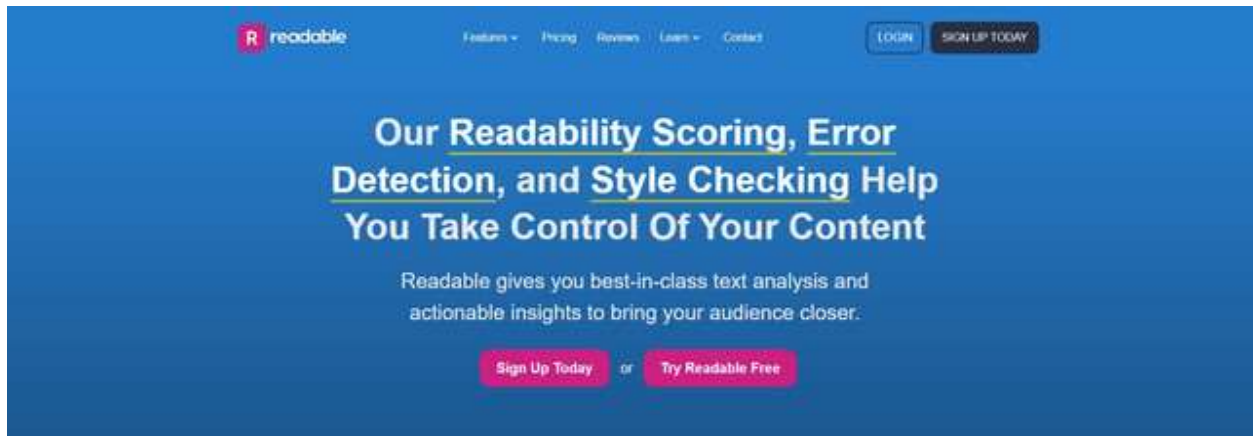 R readable
Features Pricing Reviews Learn Contact
LOGIN SIGN UP TODAY
Our Readability Scoring, Error
Detection, and Style Checking Help
You Take Control Of Your Content
Readable gives you best-in-class text analysis and
actionable insights to bring your audience closer.
Sign Up Today or Try Readable Free